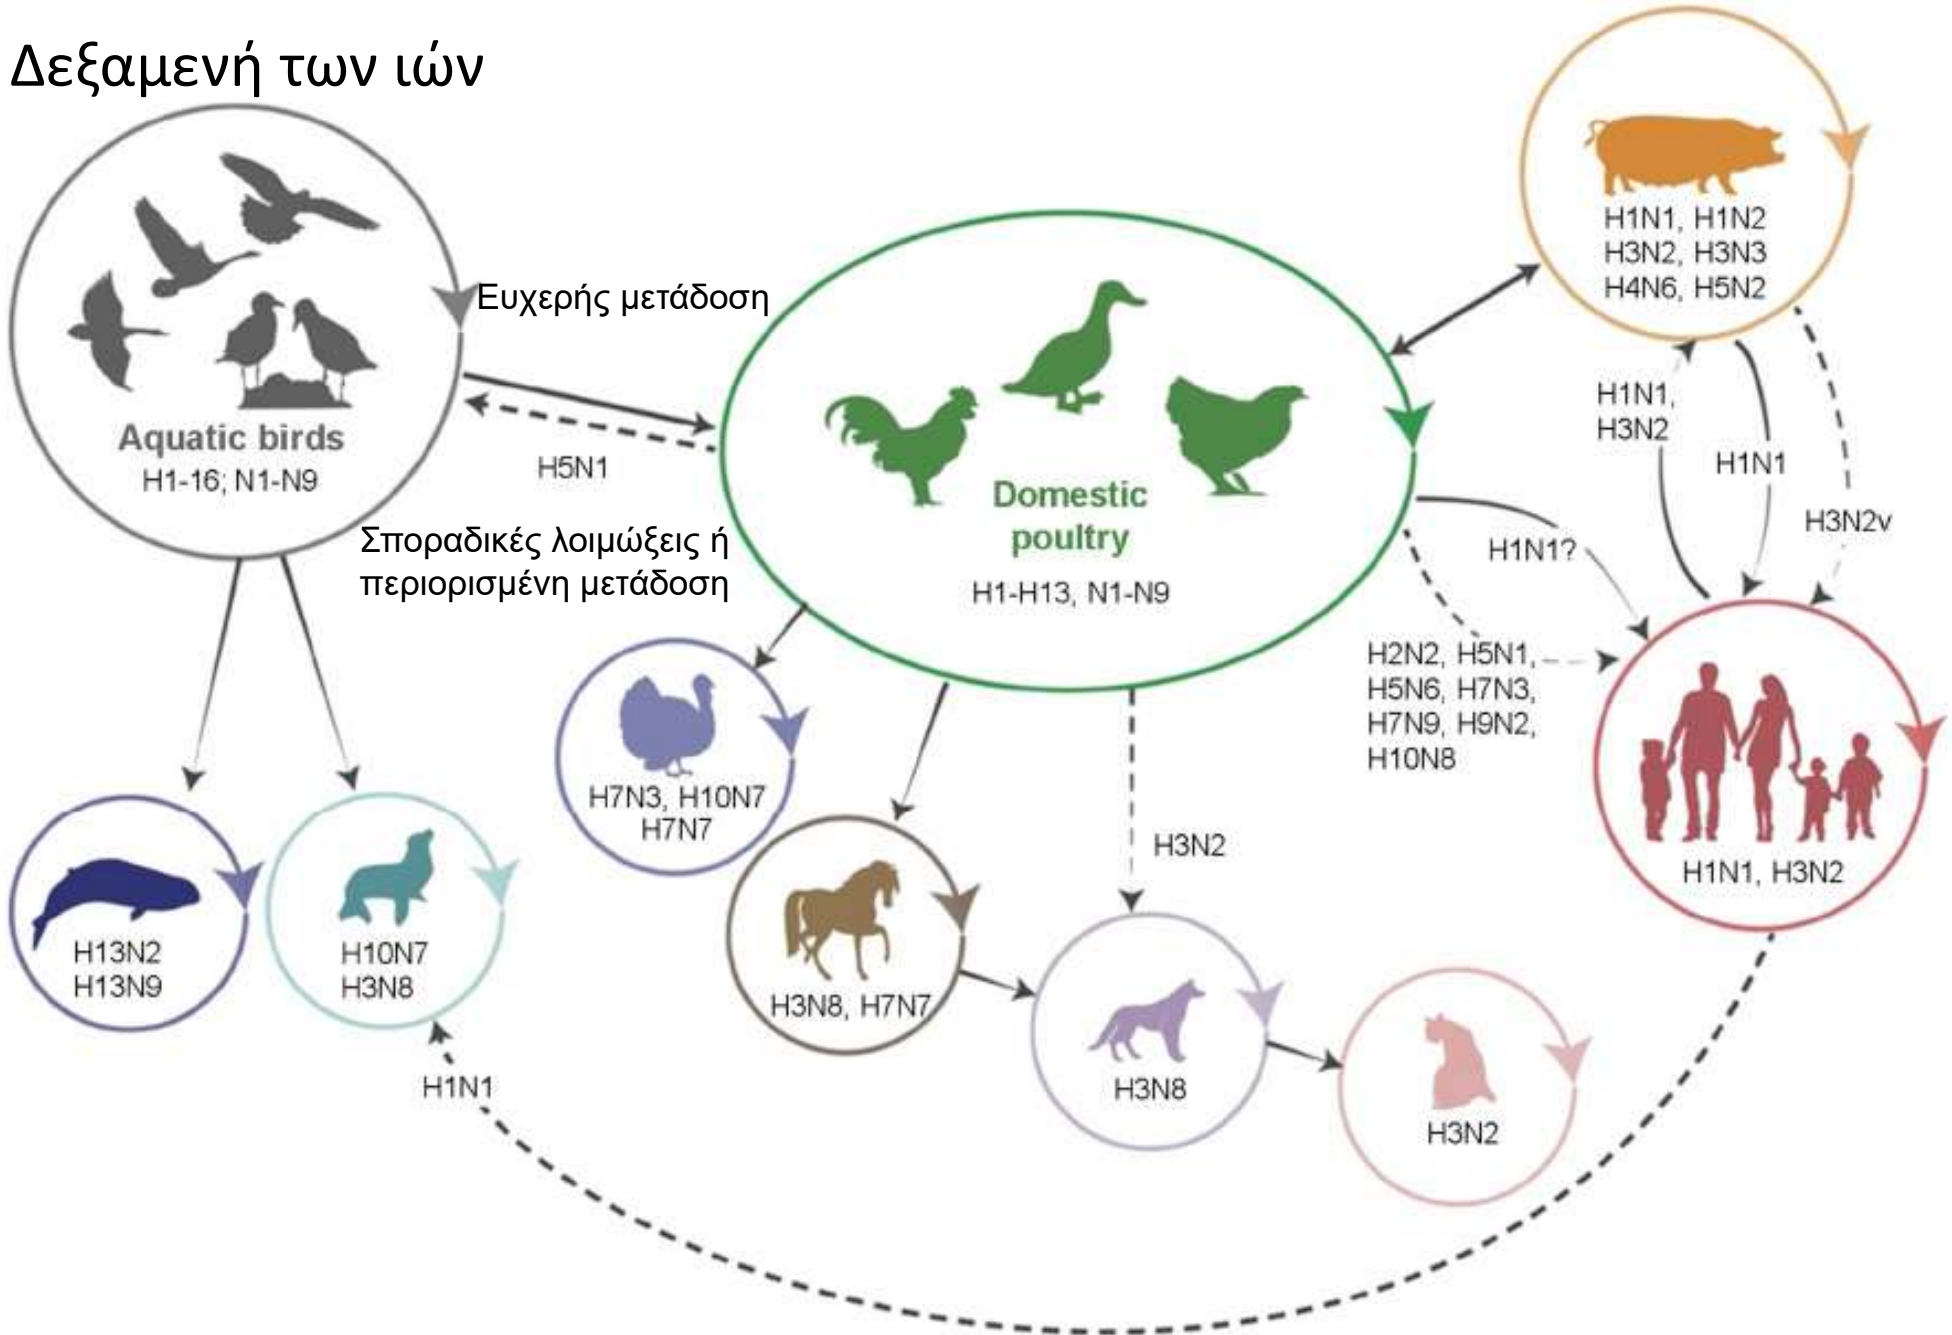 Δεξαμενή των ιών
H1N1, H1N2
H3N2, H3N3
H4N6, H5N2
Ευχερής μετάδοση
Aquatic birds
H1-16; N1-N9
H5N1
Σποραδικές λοιμώξεις ή
περιορισμένη μετάδοση
Domestic
poultry
H1-H13, N1-N9
H1N1,
H3N2
H1N1
H3N2v
H1N1?
H2N2, H5N1,
H5N6, H7N3,
H7N9, H9N2,
H10N8
H7N3, H10N7
H7N7
H3N2
H1N1, H3N2
H13N2
H13N9
H10N7
H3N8
H3N8, H7N7
H1N1
H3N8
H3N2